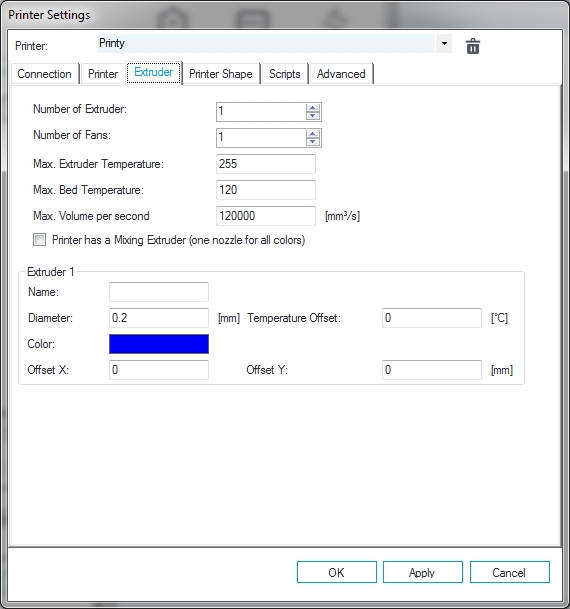 Printer Settings
Printer: Printy
Connection Printer Extruder Printer Shape Scripts Advanced
Number of Extruder: 1
Number of Fans: 1
Max. Extruder Temperature: 255
Max. Bed Temperature: 120
Max. Volume per second 120000 [mm³/s]
Printer has a Mixing Extruder (one nozzle for all colors)
Extruder 1
Name:
Diameter: 0.2 [mm] Temperature Offset: 0 [°C]
Color:
Offset X: 0 Offset Y: 0 [mm]
OK Apply Cancel